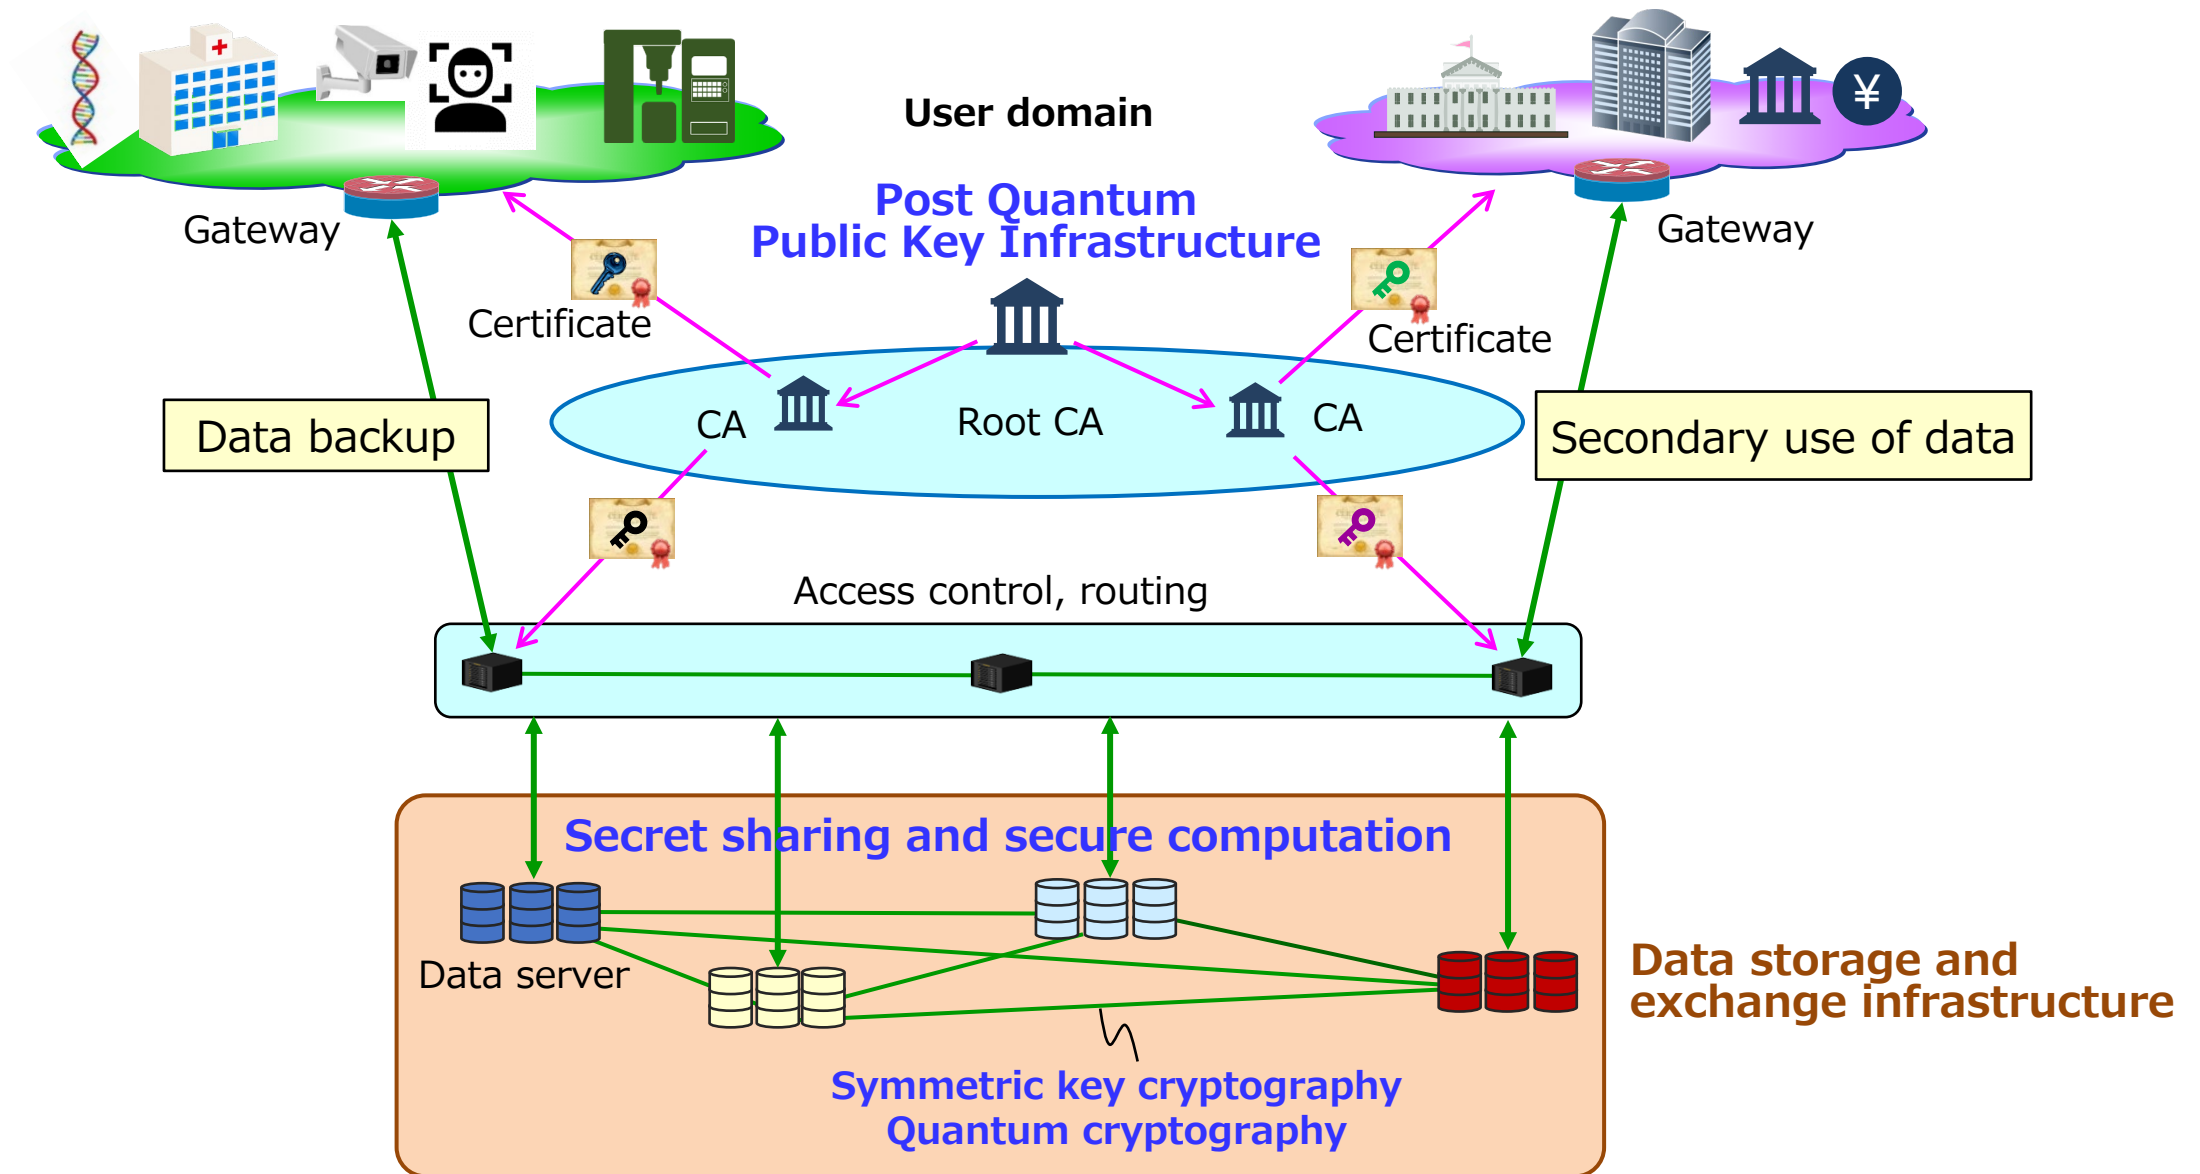 User domain
Post Quantum
Public Key Infrastructure
¥
Gateway
Gateway
Certificate
Certificate
CA
Root CA
CA
Data backup
Secondary use of data
Access control, routing
Secret sharing and secure computation
Data server
Data storage and
exchange infrastructure
Symmetric key cryptography
Quantum cryptography